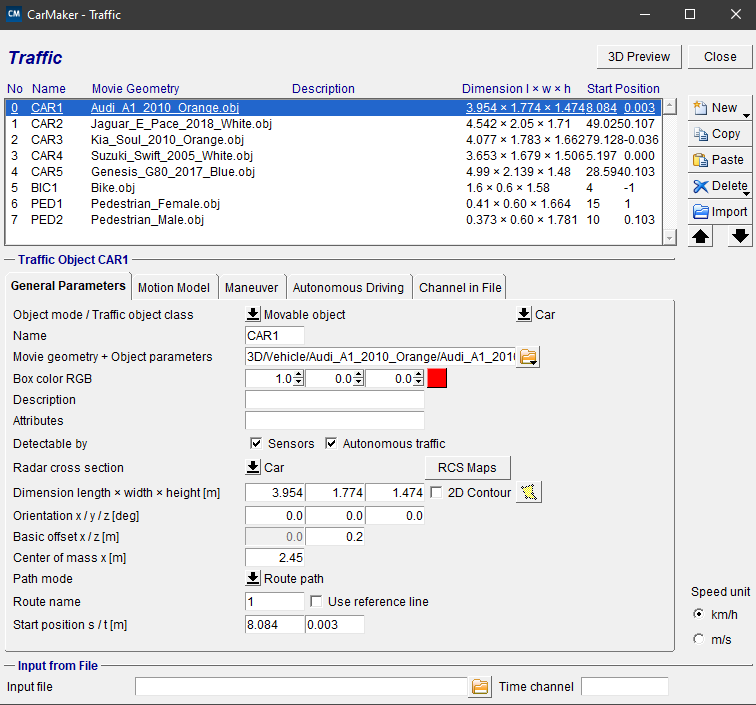 CM CarMaker - Traffic
Traffic 3D Preview Close
No Name Movie Geometry Description Dimension l × w × h Start Position
0 CAR1 Audi_A1_2010_Orange.obj 3.954 × 1.774 × 1.474 8.084 0.003
1 CAR2 Jaguar_E_Pace_2018_White.obj 4.542 × 2.05 × 1.71 49.025 0.107
2 CAR3 Kia_Soul_2010_Orange.obj 4.077 × 1.783 × 1.662 79.128 -0.036
3 CAR4 Suzuki_Swift_2005_White.obj 3.653 × 1.679 × 1.506 5.197 0.000
4 CAR5 Genesis_G80_2017_Blue.obj 4.99 × 2.139 × 1.48 28.594 0.103
5 BIC1 Bike.obj 1.6 × 0.6 × 1.58 4 -1
6 PED1 Pedestrian_Female.obj 0.41 × 0.60 × 1.664 15 1
7 PED2 Pedestrian_Male.obj 0.373 × 0.60 × 1.781 10 0.103
New
Copy
Paste
Delete
Import
Traffic Object CAR1
General Parameters Motion Model Maneuver Autonomous Driving Channel in File
Object mode / Traffic object class Movable object Car
Name CAR1
Movie geometry + Object parameters 3D/Vehicle/Audi_A1_2010_Orange/Audi_A1_201
Box color RGB 1.0 0.0 0.0
Description
Attributes
Detectable by Sensors Autonomous traffic
Radar cross section Car RCS Maps
Dimension length × width × height [m] 3.954 1.774 1.474 2D Contour
Orientation x / y / z [deg] 0.0 0.0 0.0
Basic offset x / z [m] 0.0 0.2
Center of mass x [m] 2.45
Path mode Route path
Route name 1 Use reference line
Start position s / t [m] 8.084 0.003
Speed unit
km/h
m/s
Input from File
Input file Time channel